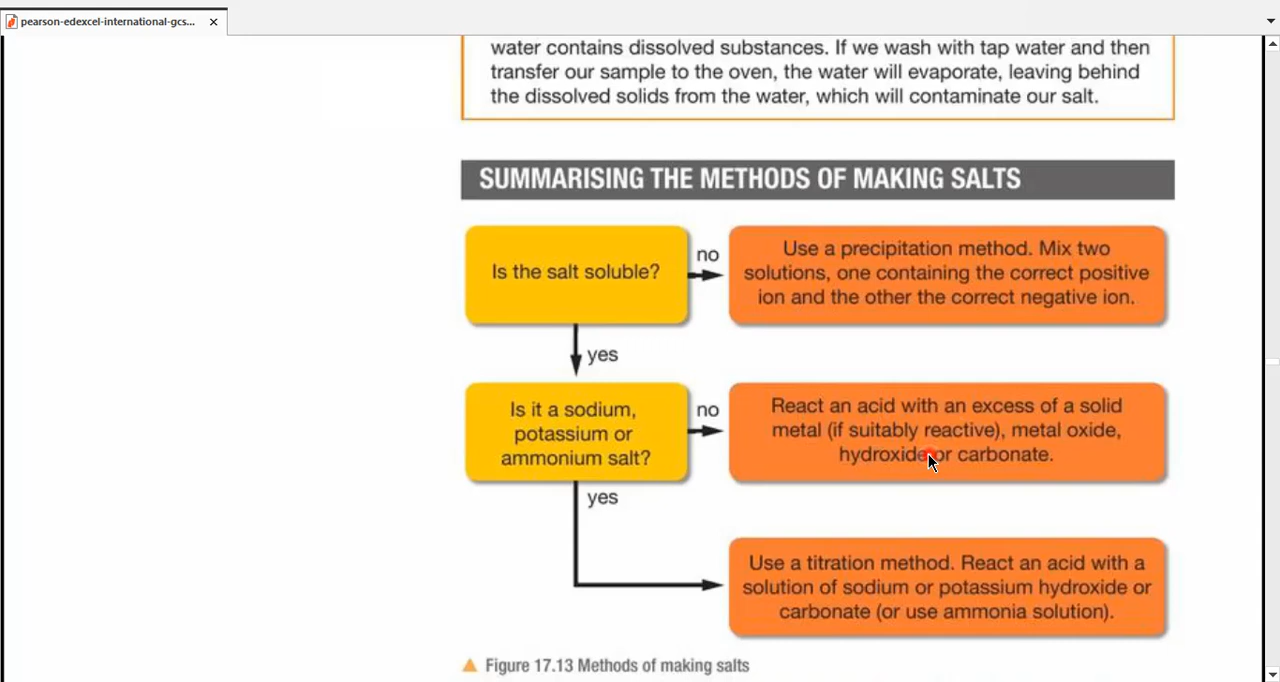 pearson-edexcel-international-gcs...
water contains dissolved substances. If we wash with tap water and then
transfer our sample to the oven, the water will evaporate, leaving behind
the dissolved solids from the water, which will contaminate our salt.
SUMMARISING THE METHODS OF MAKING SALTS
Is the salt soluble?
no
Use a precipitation method. Mix two
solutions, one containing the correct positive
ion and the other the correct negative ion.
yes
Is it a sodium,
potassium or
ammonium salt?
no
React an acid with an excess of a solid
metal (if suitably reactive), metal oxide,
hydroxide or carbonate.
yes
Use a titration method. React an acid with a
solution of sodium or potassium hydroxide or
carbonate (or use ammonia solution).
Figure 17.13 Methods of making salts